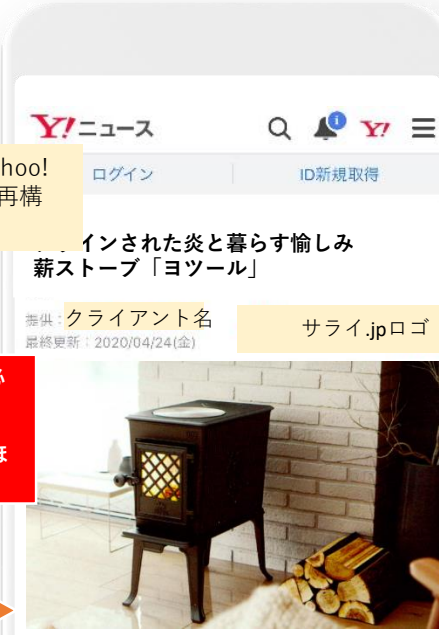 Y!ニュース
Y!
ログイン
ID新規取得
hoo!
再構
インされた炎と暮らす愉しみ
薪ストーブ「ヨツール」
提供：クライアント名
サライ.jpロゴ
最終更新：2020/04/24(金)
ま